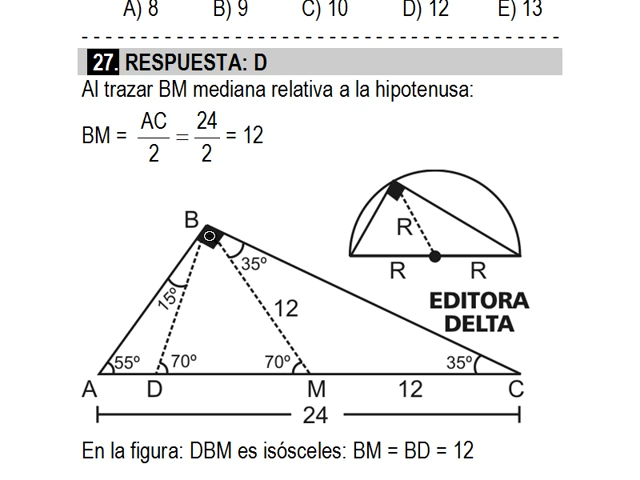 A) 8 B) 9 C) 10 D) 12 E) 13
27. RESPUESTA: D
Al trazar BM mediana relativa a la hipotenusa:
BM = AC/2 = 24/2 = 12
B
R
35º
R R
15º
12
EDITORA
DELTA
55º 70º 70º 35º
A D M 12 C
24
En la figura: DBM es isósceles: BM = BD = 12